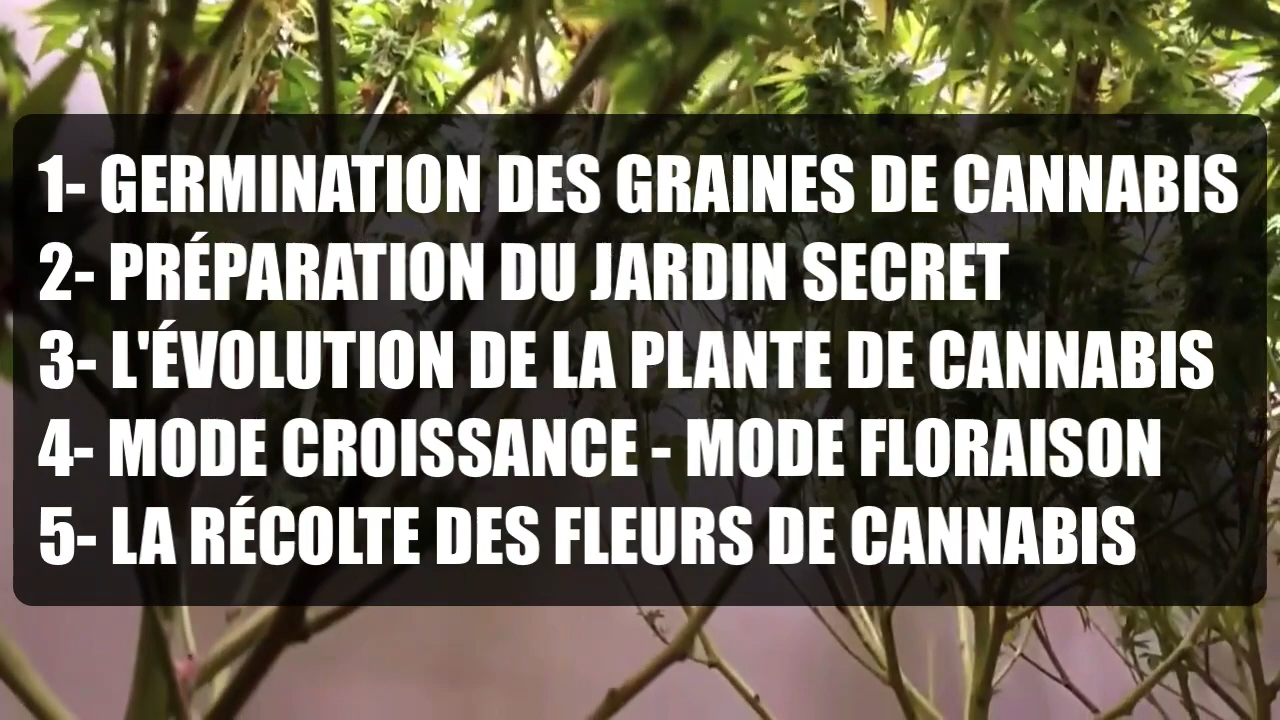 1- GERMINATION DES GRAINES DE CANNABIS
2- PRÉPARATION DU JARDIN SECRET
3- L'ÉVOLUTION DE LA PLANTE DE CANNABIS
4- MODE CROISSANCE - MODE FLORAISON
5- LA RÉCOLTE DES FLEURS DE CANNABIS